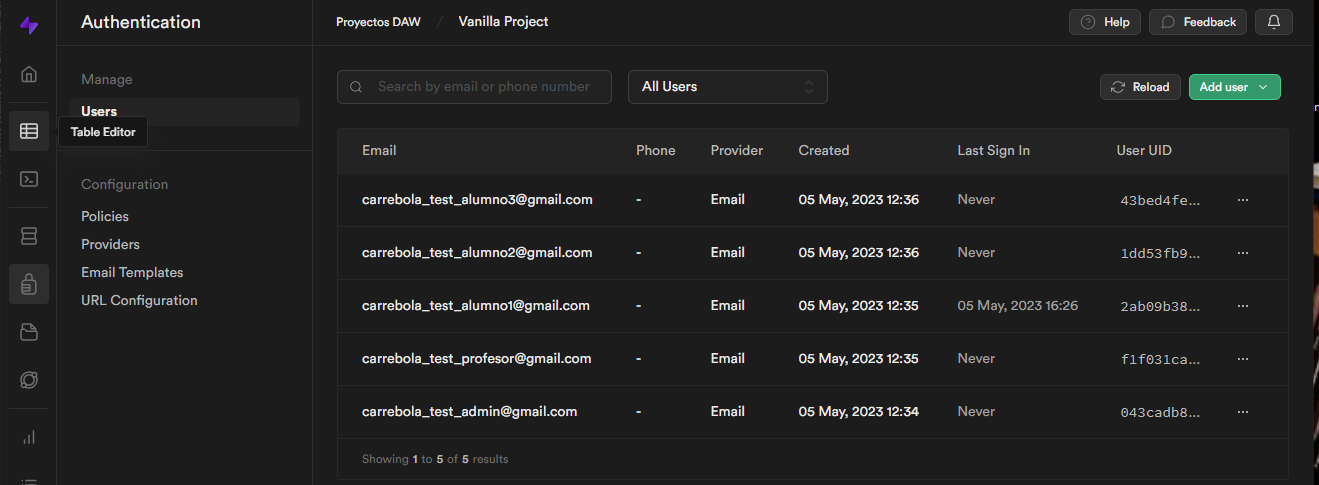 Authentication
Proyectos DAW / Vanilla Project
Help
Feedback
Manage
Users
Table Editor
Configuration
Policies
Providers
Email Templates
URL Configuration
Search by email or phone number
All Users
Reload
Add user
Email Phone Provider Created Last Sign In User UID
carrebola_test_alumno3@gmail.com - Email 05 May, 2023 12:36 Never 43bed4fe... ...
carrebola_test_alumno2@gmail.com - Email 05 May, 2023 12:36 Never 1dd53fb9... ...
carrebola_test_alumno1@gmail.com - Email 05 May, 2023 12:35 05 May, 2023 16:26 2ab09b38... ...
carrebola_test_profesor@gmail.com - Email 05 May, 2023 12:35 Never f1f031ca... ...
carrebola_test_admin@gmail.com - Email 05 May, 2023 12:34 Never 043cadb8... ...
Showing 1 to 5 of 5 results